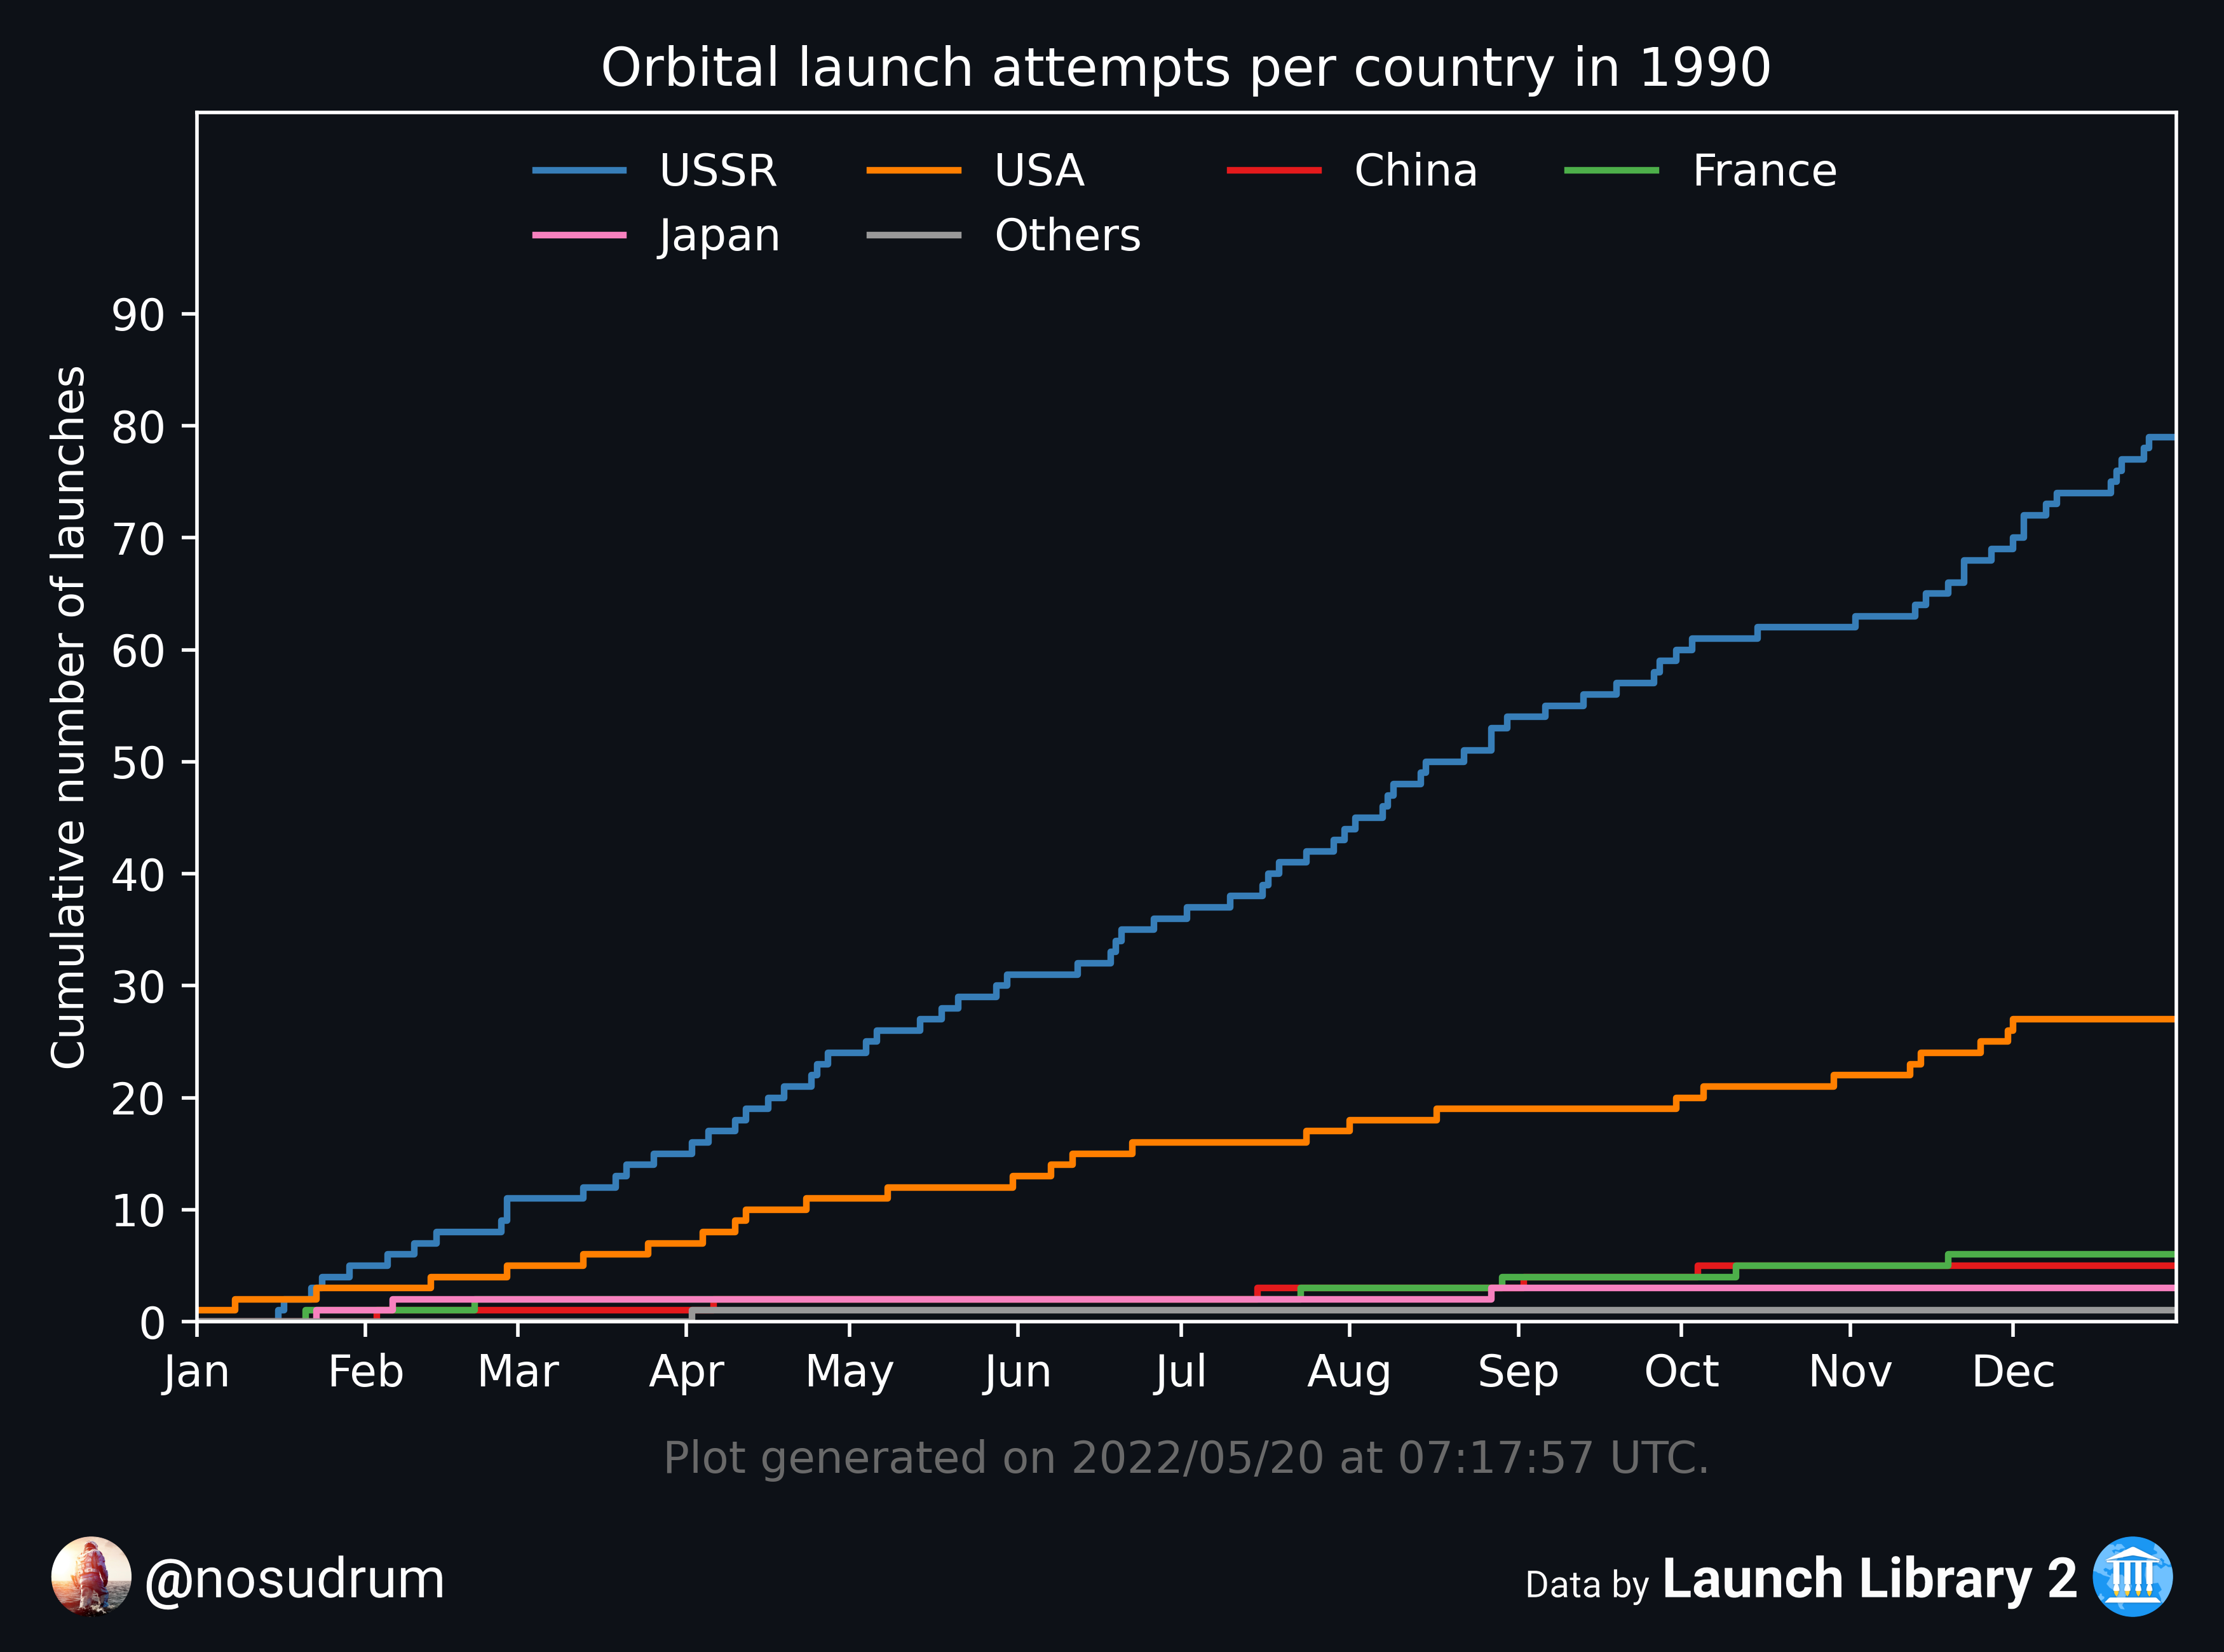 Orbital launch attempts per country in 1990
USSR USA China France
Japan Others
Cumulative number of launches
90
80
70
60
50
40
30
20
10
0
Jan Feb Mar Apr May Jun Jul Aug Sep Oct Nov Dec
Plot generated on 2022/05/20 at 07:17:57 UTC.
@nosudrum
Data by Launch Library 2